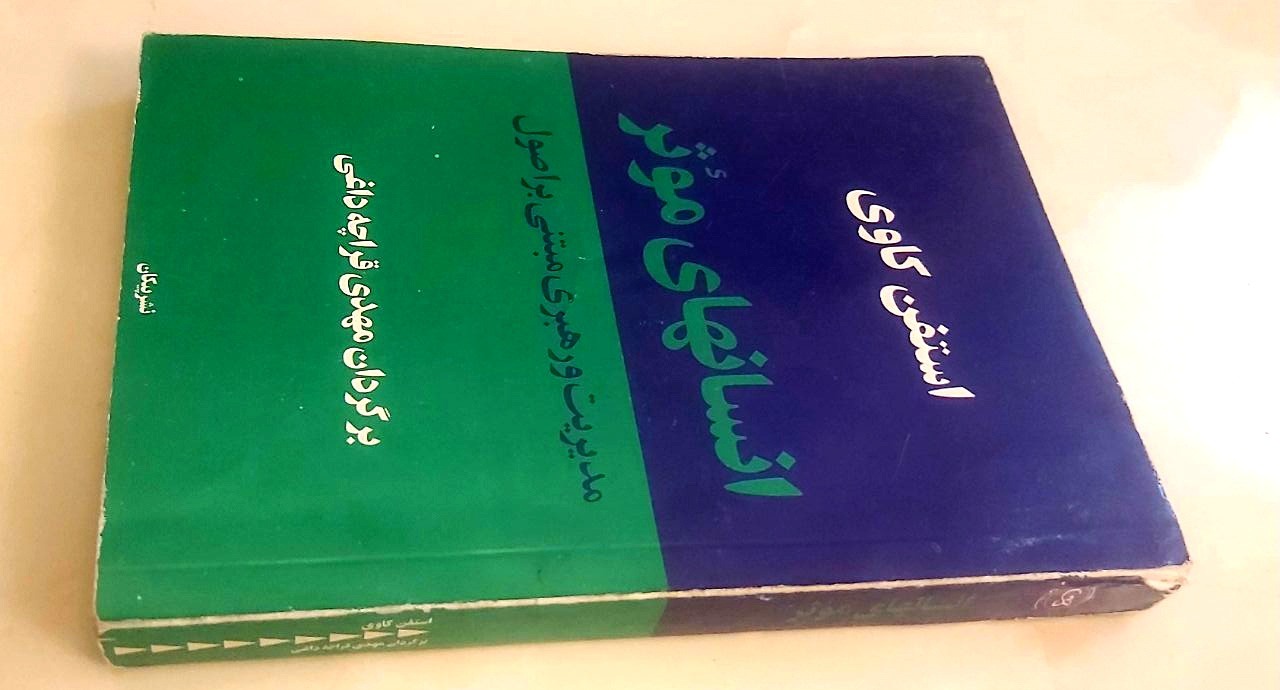 استفن کاوی
انسانهای مؤثر
مدیریت و رهبری مبتنی بر اصول
برگردان مهدی قراچه داغی
نشر پیکان
انسانهای مؤثر
استفن کاوی
برگردان مهدی قراچه داغی